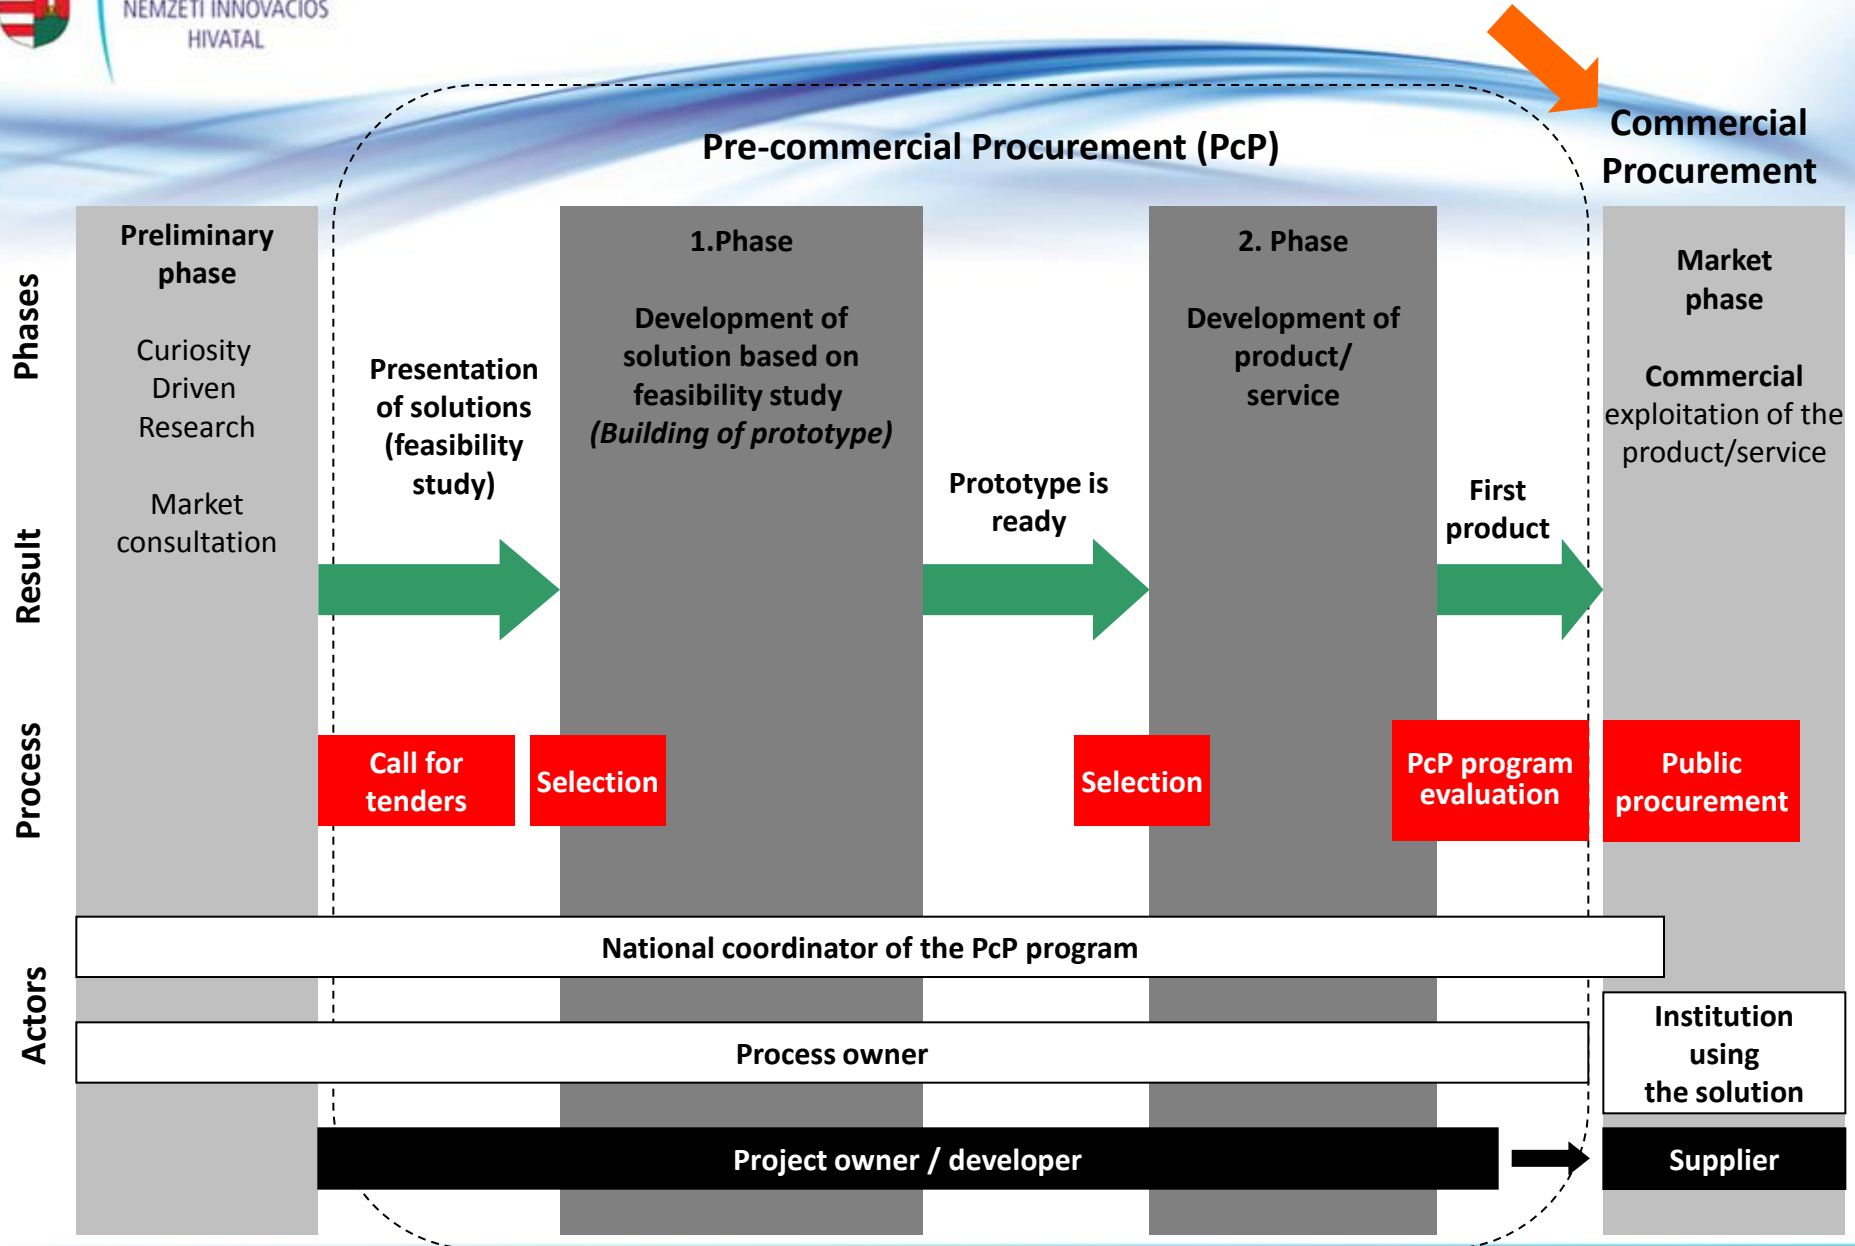 NEMZETI INNOVÁCIÓS
HIVATAL
Pre-commercial Procurement (PcP)
Commercial
Procurement
Phases
Result
Process
Actors
Preliminary
phase
Curiosity
Driven
Research
Market
consultation
Presentation
of solutions
(feasibility
study)
1.Phase
Development of
solution based on
feasibility study
(Building of prototype)
Prototype is
ready
2. Phase
Development of
product/
service
First
product
Market
phase
Commercial
exploitation of the
product/service
Call for
tenders
Selection
Selection
PcP program
evaluation
Public
procurement
National coordinator of the PcP program
Process owner
Institution
using
the solution
Project owner / developer
Supplier